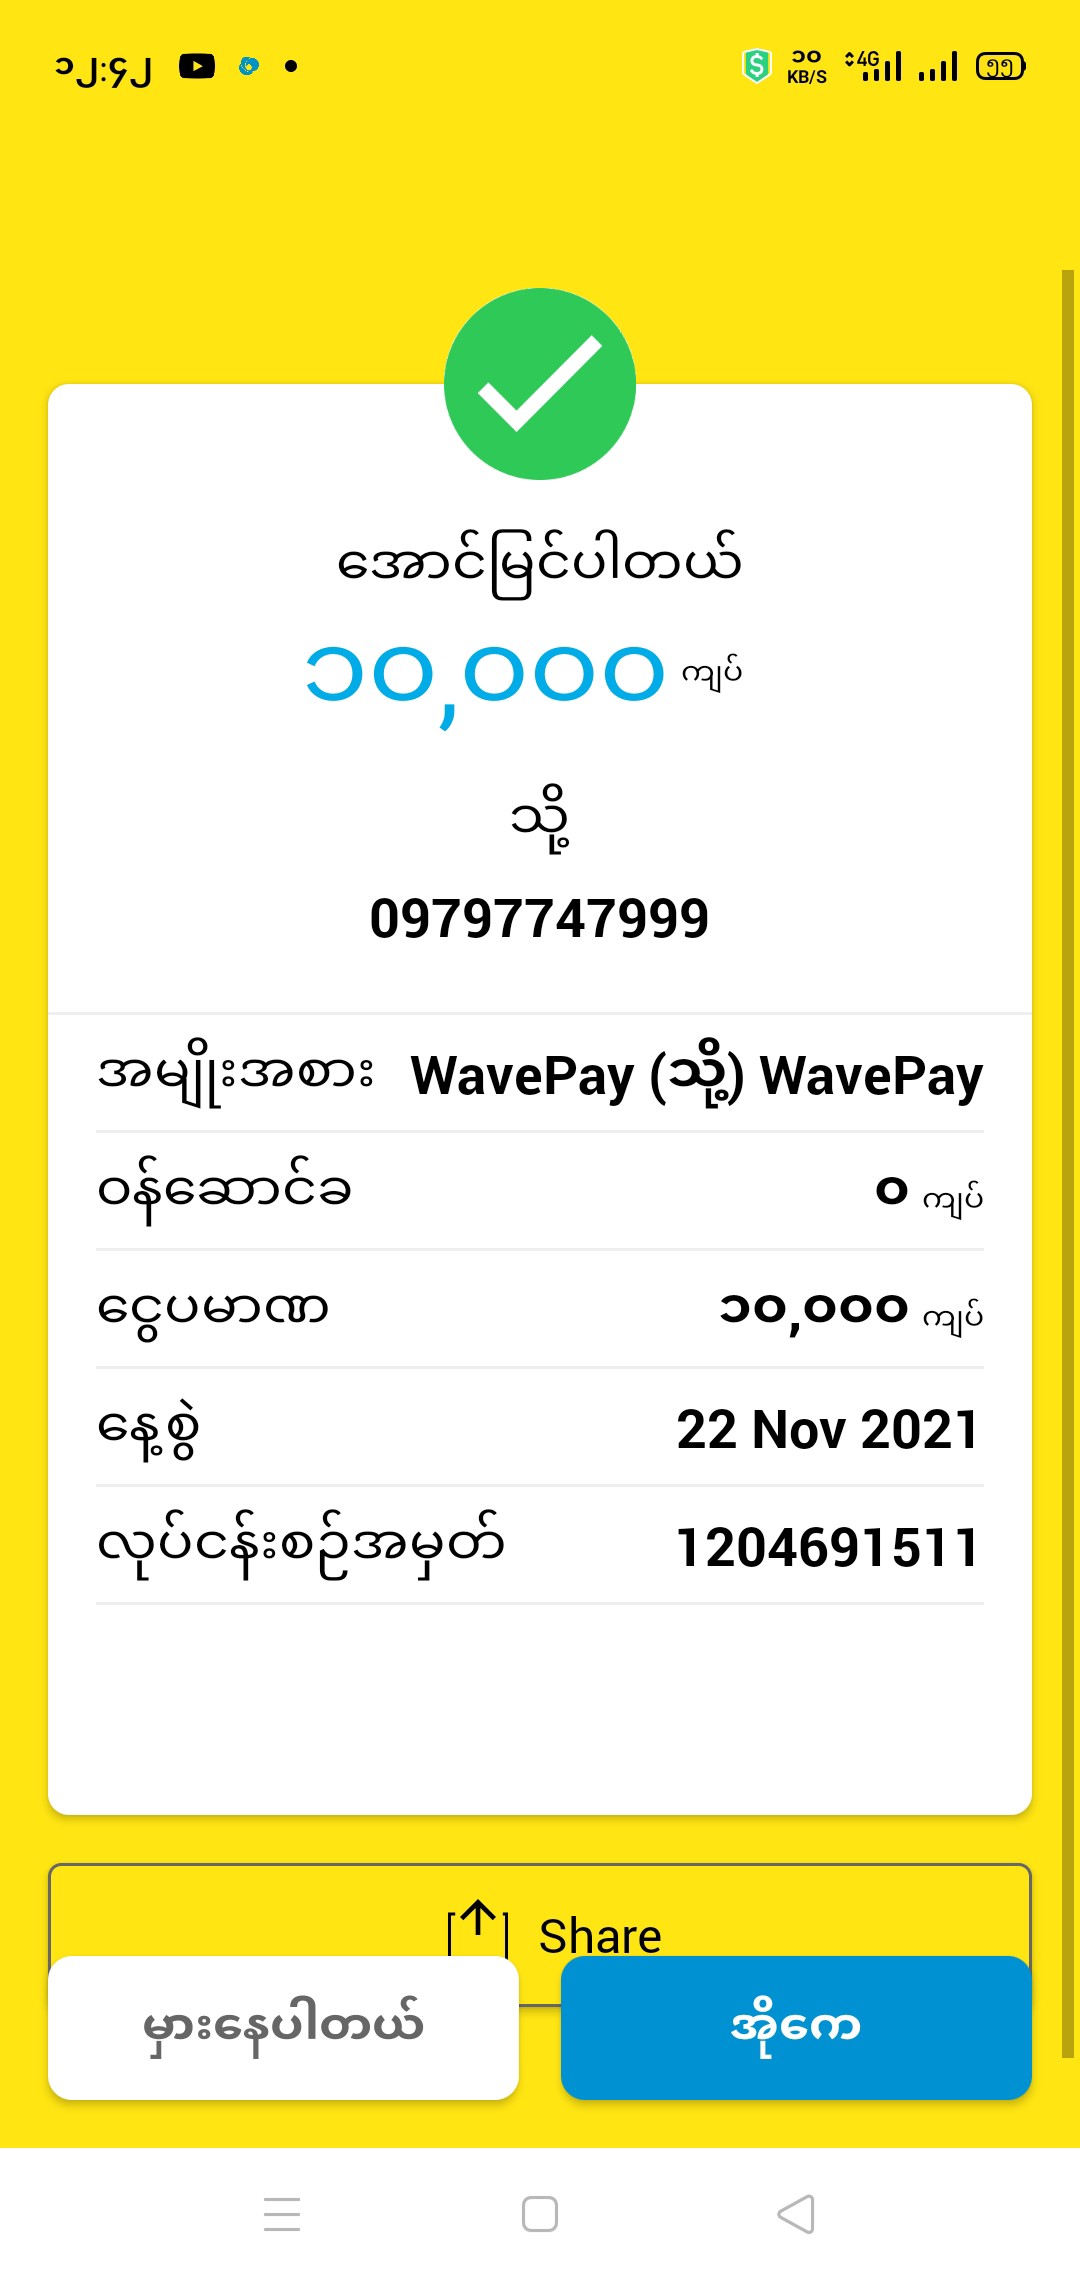 ၁၂:၄၂
၁၀ KB/S 4G ၅၅
အောင်မြင်ပါတယ်
၁၀,၀၀၀ ကျပ်
သို့
09797747999
အမျိုးအစား WavePay (သို့) WavePay
ဝန်ဆောင်ခ ၀ ကျပ်
ငွေပမာဏ ၁၀,၀၀၀ ကျပ်
နေ့စွဲ 22 Nov 2021
လုပ်ငန်းစဉ်အမှတ် 1204691511
Share
မှားနေပါတယ် အိုကေ